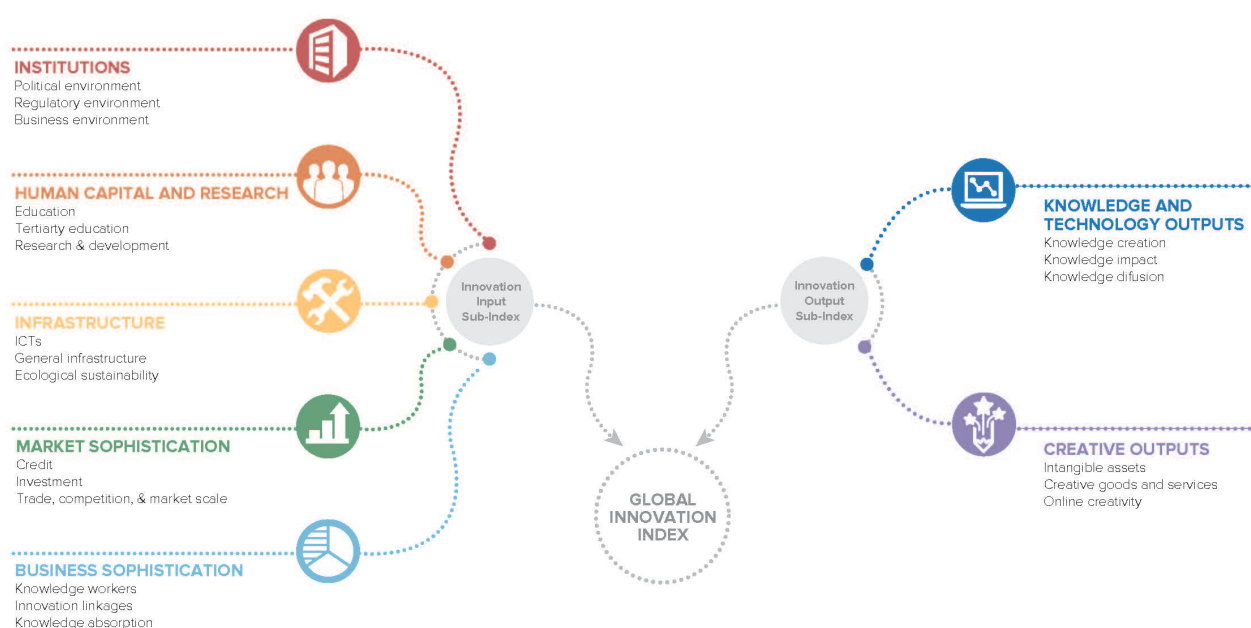 INSTITUTIONS
Political environment
Regulatory environment
Business environment
HUMAN CAPITAL AND RESEARCH
Education
Tertiarty education
Research & development
INFRASTRUCTURE
ICTs
General infrastructure
Ecological sustainability
MARKET SOPHISTICATION
Credit
Investment
Trade, competition, & market scale
BUSINESS SOPHISTICATION
Knowledge workers
Innovation linkages
Knowledge absorption
Innovation
Input
Sub-Index
GLOBAL
INNOVATION
INDEX
Innovation
Output
Sub-Index
KNOWLEDGE AND
TECHNOLOGY OUTPUTS
Knowledge creation
Knowledge impact
Knowledge difusion
CREATIVE OUTPUTS
Intangible assets
Creative goods and services
Online creativity